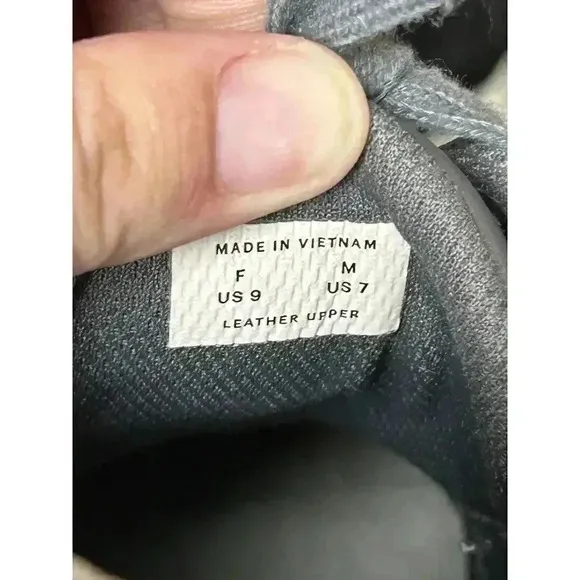 MADE IN VIETNAM
F M
US 9 US 7
LEATHER UPPER